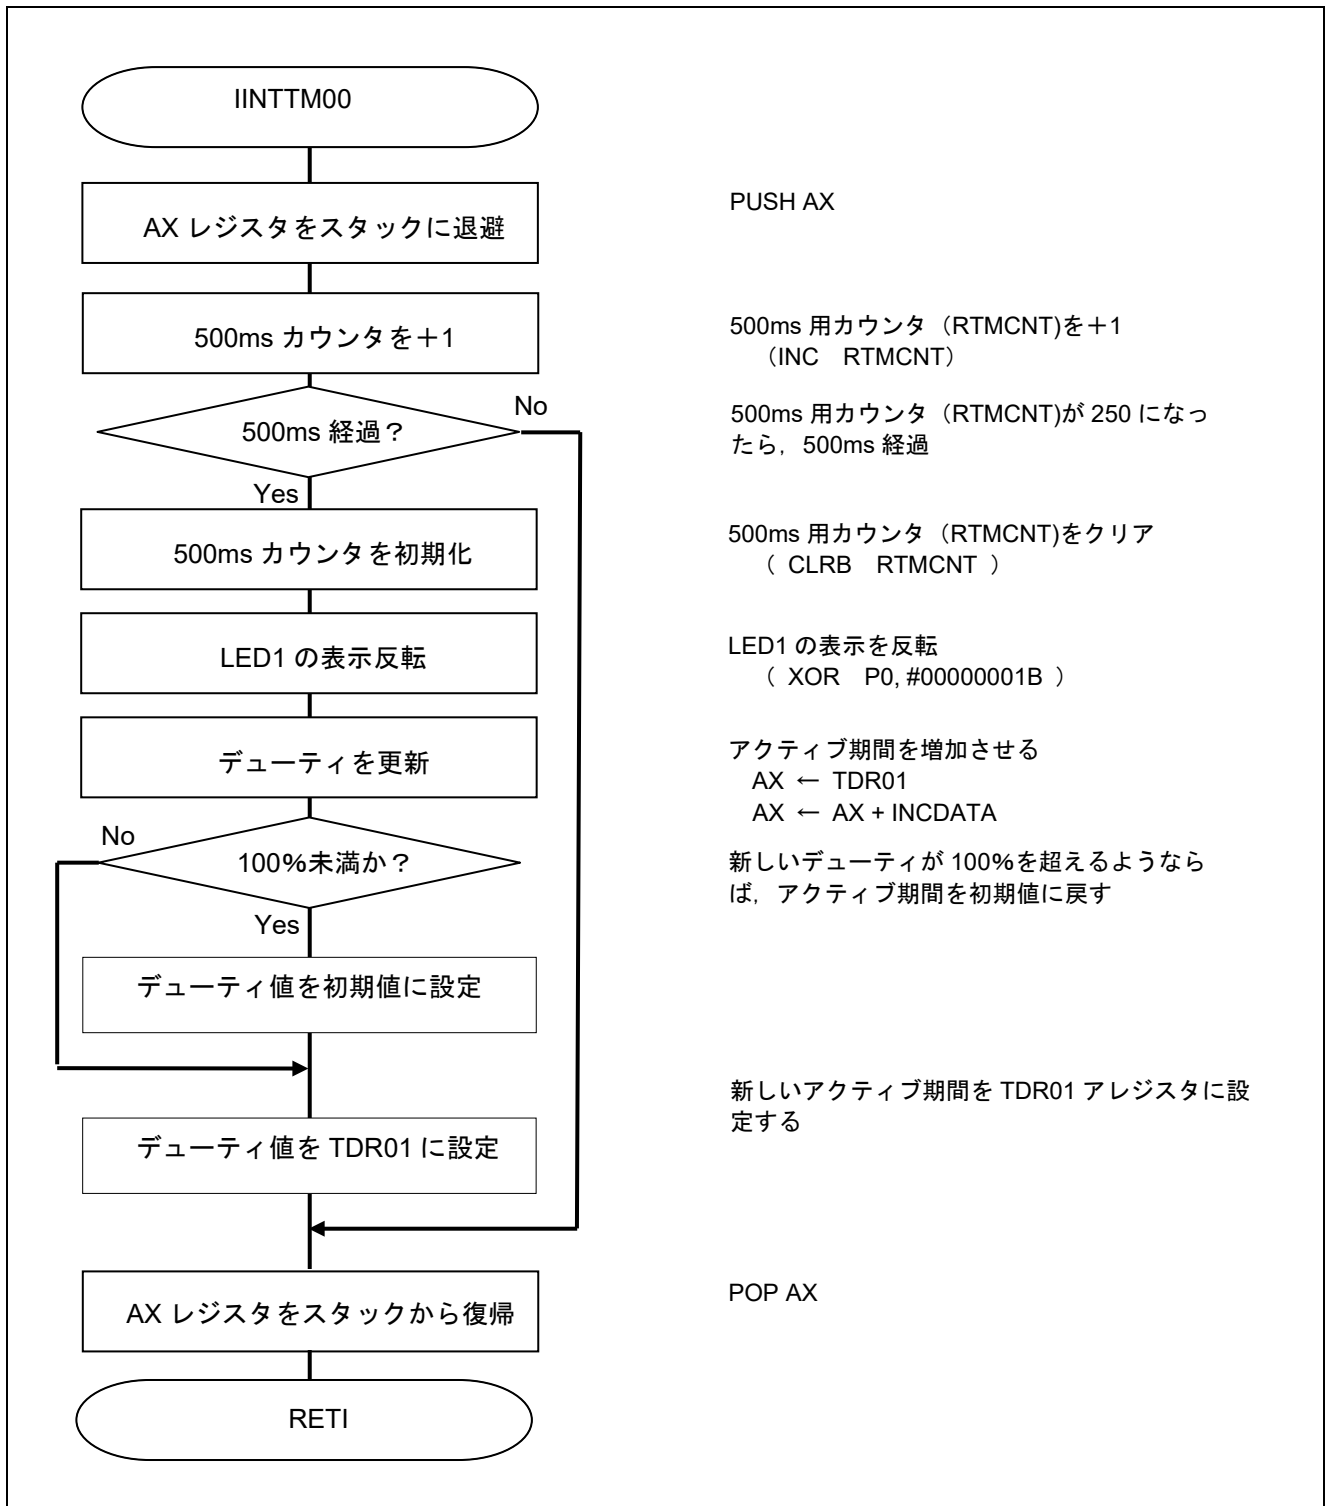 IINTTM00
AX レジスタをスタックに退避
PUSH AX
500ms カウンタを＋1
500ms 用カウンタ（RTMCNT)を＋1
（INC　RTMCNT）
500ms 経過？
No
500ms 用カウンタ（RTMCNT)が 250 になっ
たら，500ms 経過
Yes
500ms カウンタを初期化
500ms 用カウンタ（RTMCNT)をクリア
（ CLRB　RTMCNT ）
LED1 の表示反転
LED1 の表示を反転
（ XOR　P0, #00000001B ）
デューティを更新
アクティブ期間を増加させる
AX ← TDR01
AX ← AX + INCDATA
No
100％未満か？
新しいデューティが 100％を超えるようなら
ば，アクティブ期間を初期値に戻す
Yes
デューティ値を初期値に設定
新しいアクティブ期間を TDR01 アレジスタに設
定する
デューティ値を TDR01 に設定
AX レジスタをスタックから復帰
POP AX
RETI